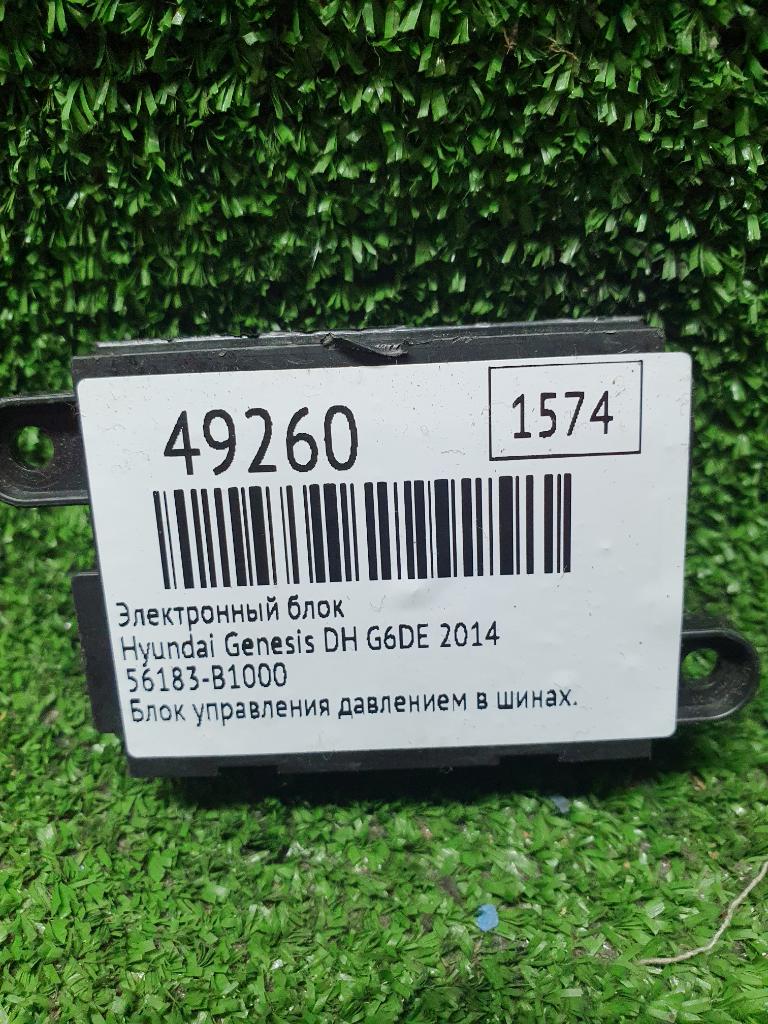 49260
1574
Электронный блок
Hyundai Genesis DH G6DE 2014
56183-B1000
Блок управления давлением в шинах.